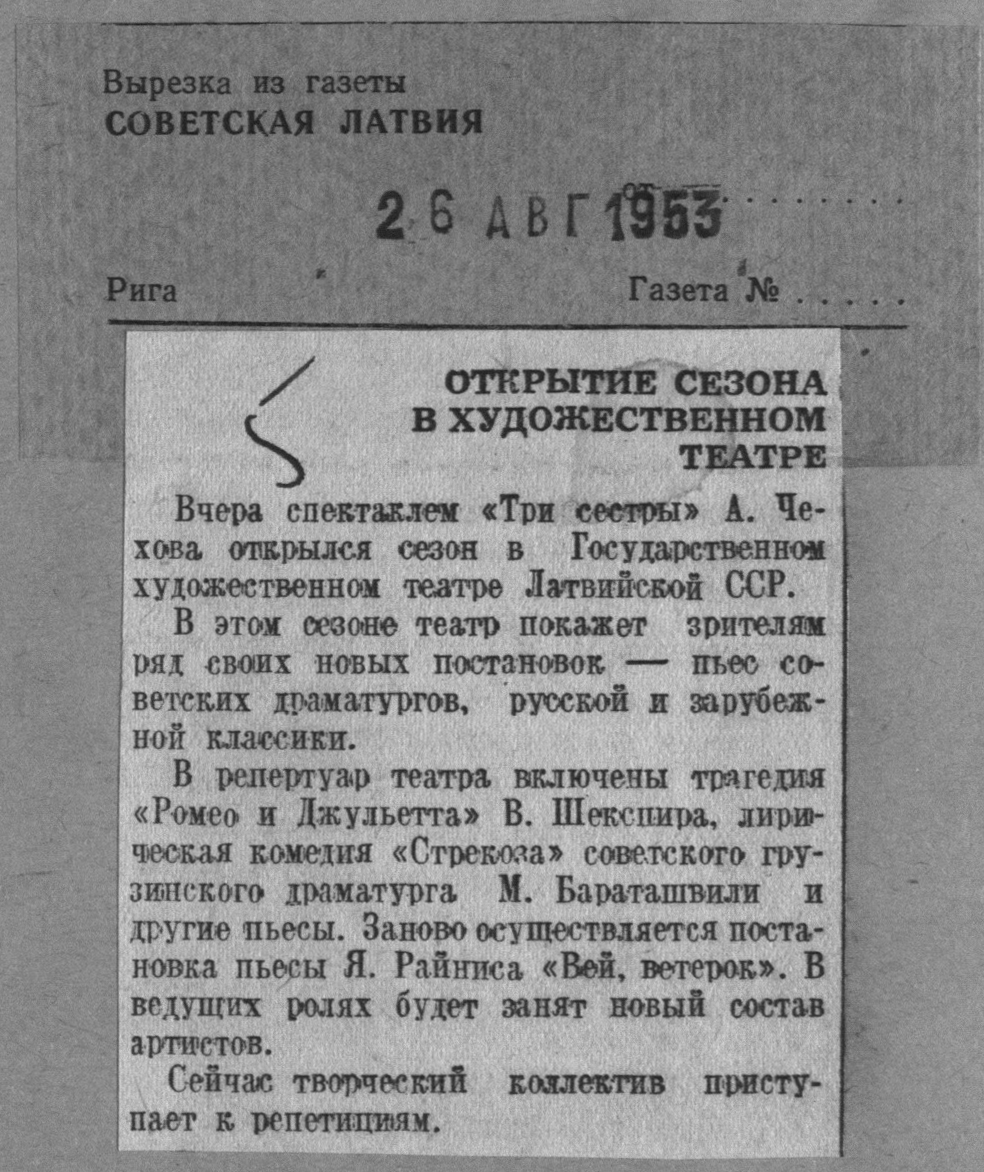 Вырезка из газеты
СОВЕТСКАЯ ЛАТВИЯ
от
26 АВГ 1953
Рига Газета № . . . . .
ОТКРЫТИЕ СЕЗОНА
В ХУДОЖЕСТВЕННОМ
ТЕАТРЕ
Вчера спектаклем «Три сестры» А. Че-
хова открылся сезон в Государственном
художественном театре Латвийской ССР.
В этом сезоне театр покажет зрителям
ряд своих новых постановок — пьес со-
ветских драматургов, русской и зарубеж-
ной классики.
В репертуар театра включены трагедия
«Ромео и Джульетта» В. Шекспира, лири-
ческая комедия «Стрекоза» советского гру-
зинского драматурга М. Бараташвили и
другие пьесы. Заново осуществляется поста-
новка пьесы Я. Райниса «Вей, ветерок». В
ведущих ролях будет занят новый состав
артистов.
Сейчас творческий коллектив присту-
пает к репетициям.